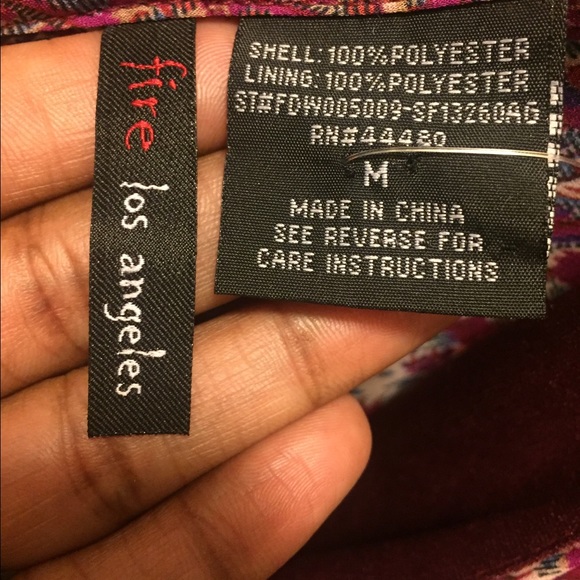 fire los angeles
SHELL: 100%POLYESTER
LINING: 100%POLYESTER
ST#FDW005009-SF13260AG
RN#44480
M
MADE IN CHINA
SEE REVERSE FOR
CARE INSTRUCTIONS